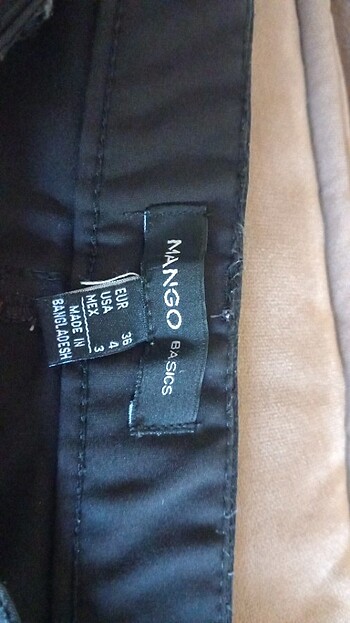 MANGO BASICS
EUR 36
USA 4
MEX 3
MADE IN
BANGLADESH